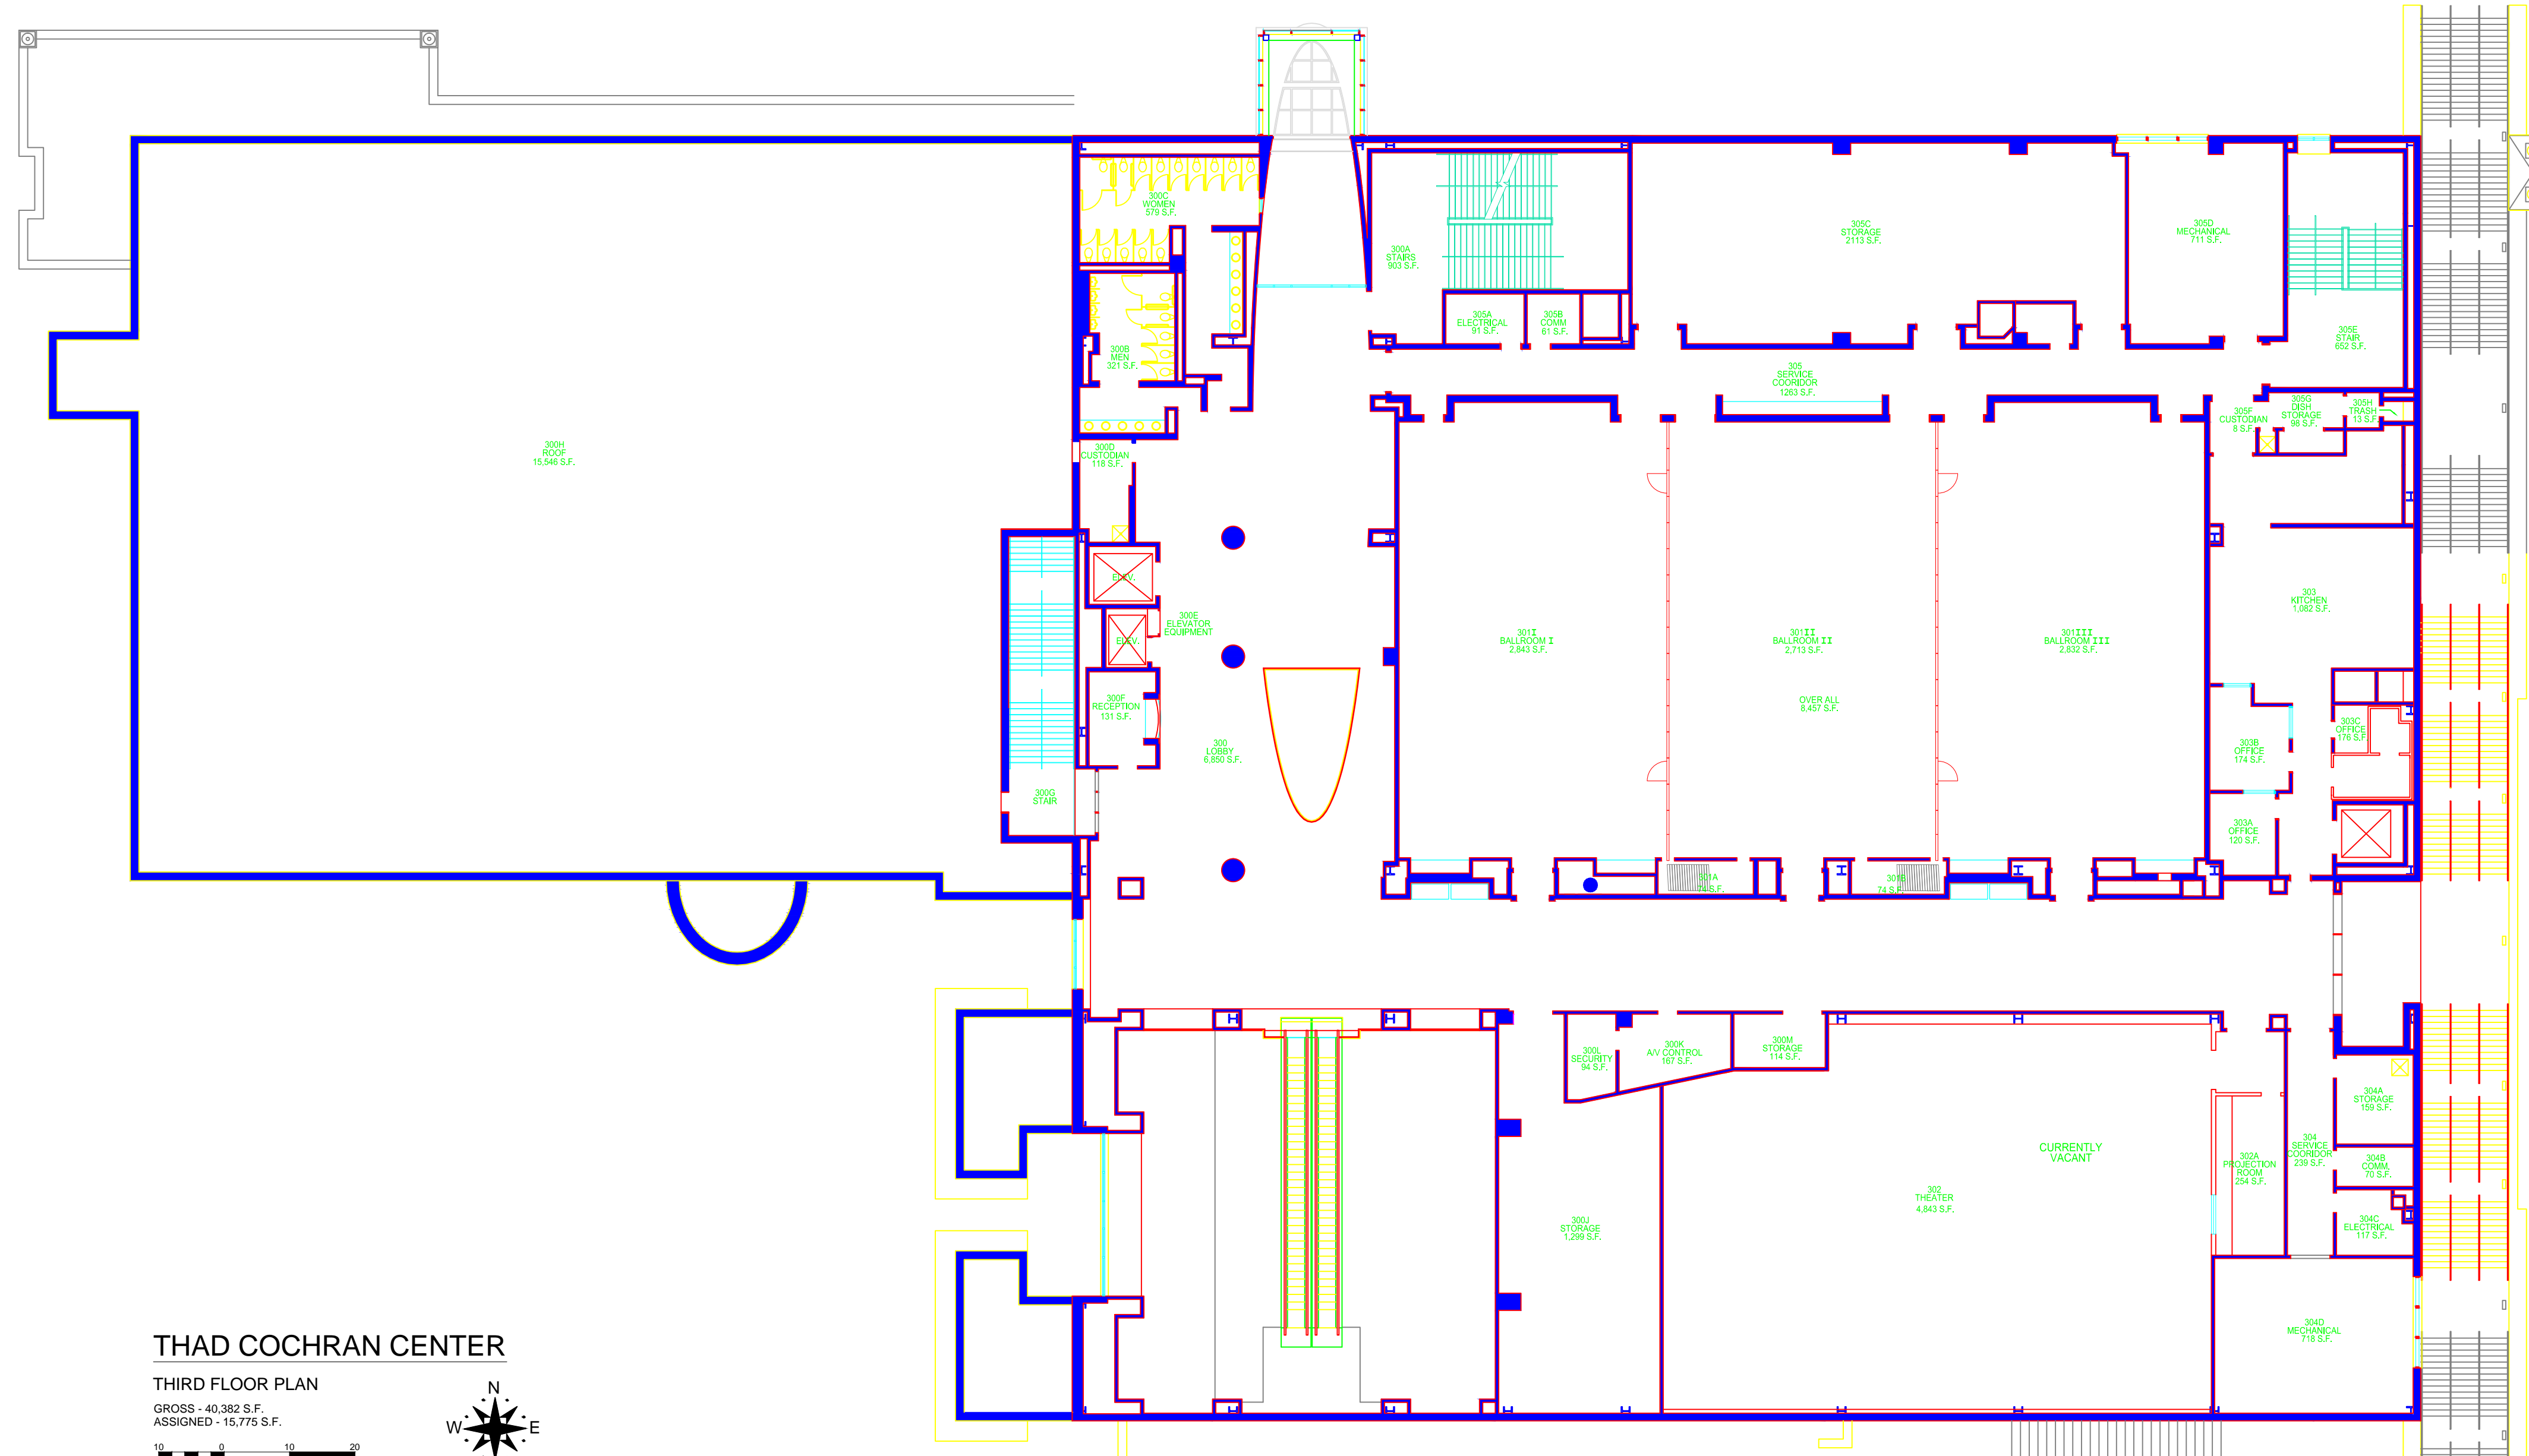 300C
WOMEN
579 S.F.
300A
STAIRS
903 S.F.
305C
STORAGE
2113 S.F.
305D
MECHANICAL
711 S.F.
305A
ELECTRICAL
91 S.F.
305B
COMM
61 S.F.
305E
STAIR
652 S.F.
300B
MEN
321 S.F.
305
SERVICE
COORIDOR
1263 S.F.
305F
CUSTODIAN
8 S.F.
305G
DISH
STORAGE
98 S.F.
305H
TRASH
13 S.F.
300H
ROOF
15,546 S.F.
300D
CUSTODIAN
118 S.F.
ELEV.
300E
ELEVATOR
EQUIPMENT
ELEV.
301I
BALLROOM I
2,843 S.F.
301II
BALLROOM II
2,713 S.F.
301III
BALLROOM III
2.832 S.F.
303
KITCHEN
1,082 S.F.
OVER ALL
8,457 S.F.
300F
RECEPTION
131 S.F.
300
LOBBY
6,850 S.F.
303C
OFFICE
176 S.F.
303B
OFFICE
174 S.F.
300G
STAIR
303A
OFFICE
120 S.F.
301A
74 S.F.
301B
74 S.F.
300L
SECURITY
94 S.F.
300K
A/V CONTROL
167 S.F.
300M
STORAGE
114 S.F.
304A
STORAGE
159 S.F.
CURRENTLY
VACANT
304
SERVICE
COORIDOR
239 S.F.
302A
PROJECTION
ROOM
264 S.F.
304B
COMM.
70 S.F.
302
THEATER
4,843 S.F.
300J
STORAGE
1,299 S.F.
304C
ELECTRICAL
117 S.F.
304D
MECHANICAL
718 S.F.
THAD COCHRAN CENTER
THIRD FLOOR PLAN
GROSS - 40,382 S.F.
ASSIGNED - 15,775 S.F.
N
W E
10 0 10 20